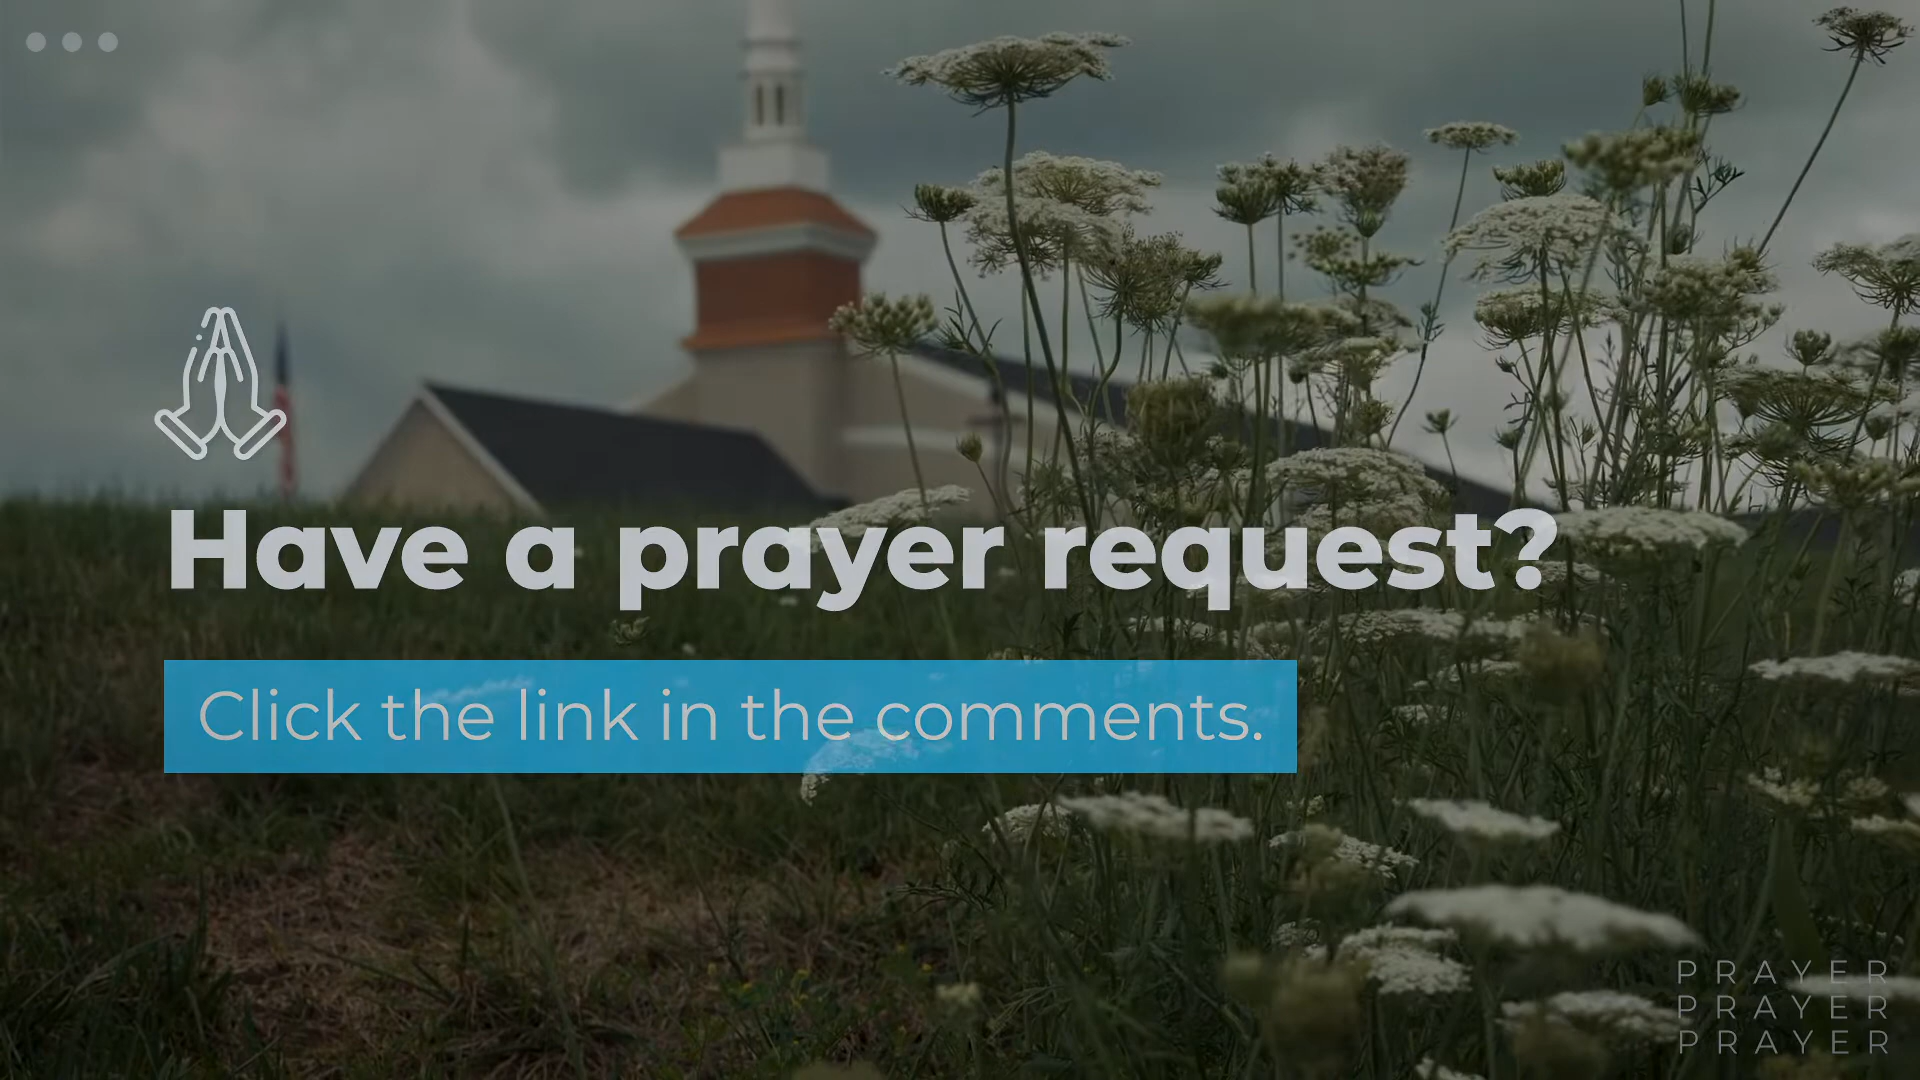 Have a prayer request?
Click the link in the comments.
PRAYER
PRAYER
PRAYER